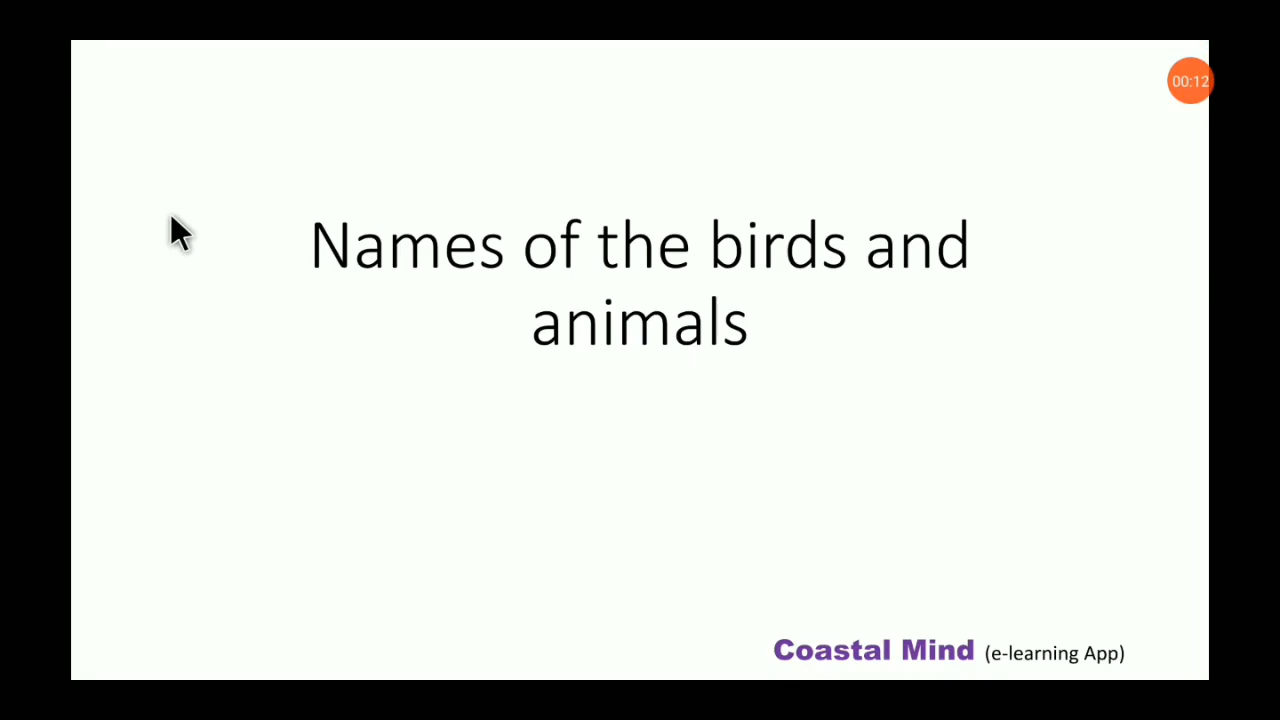 00:12
Names of the birds and
animals
Coastal Mind (e-learning App)